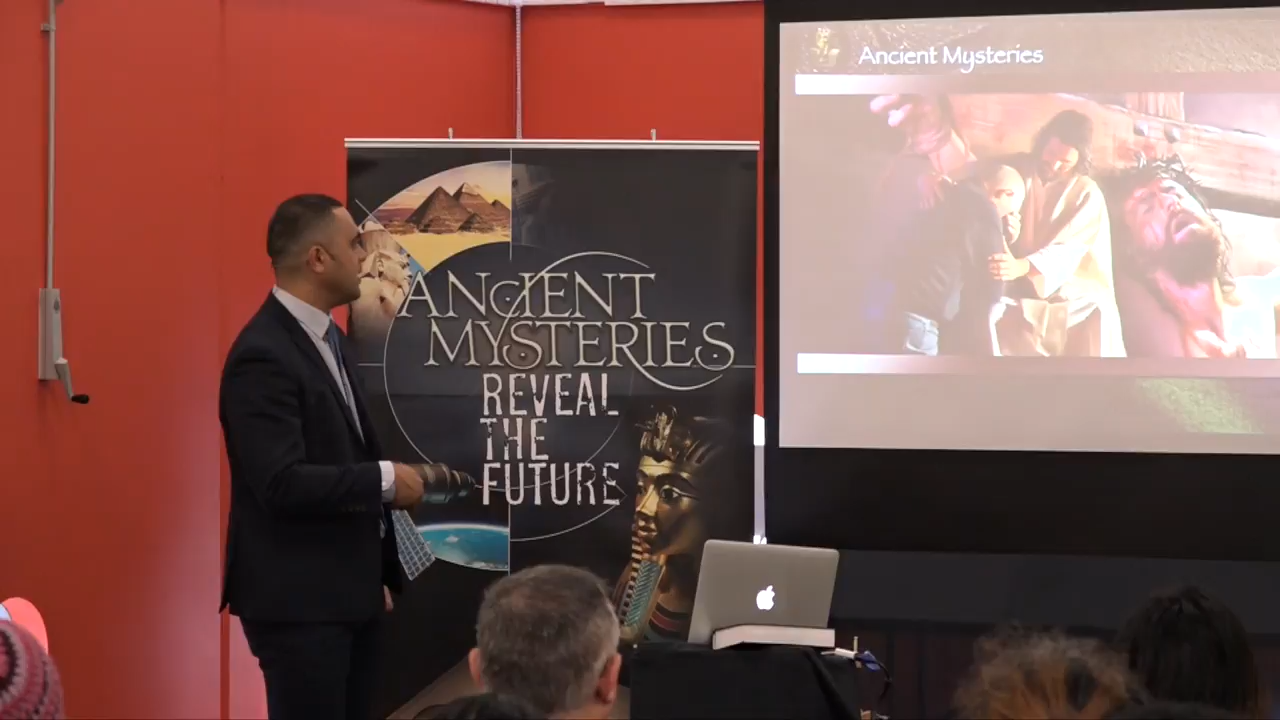 Ancient Mysteries
ANCIENT
MYSTERIES
REVEAL
THE
FUTURE